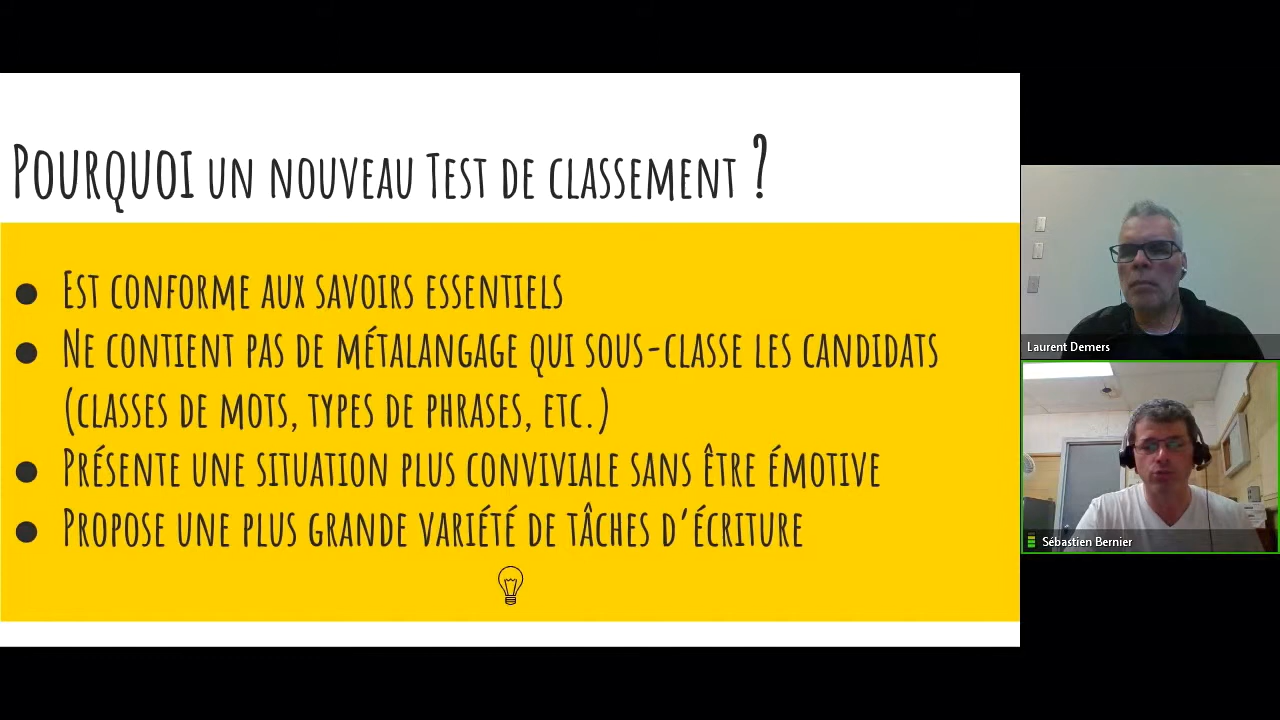 Pourquoi un nouveau Test de classement ?
● Est conforme aux savoirs essentiels
● Ne contient pas de métalangage qui sous-classe les candidats
(classes de mots, types de phrases, etc.)
● Présente une situation plus conviviale sans être émotive
● Propose une plus grande variété de tâches d’écriture
Laurent Demers
Sébastien Bernier